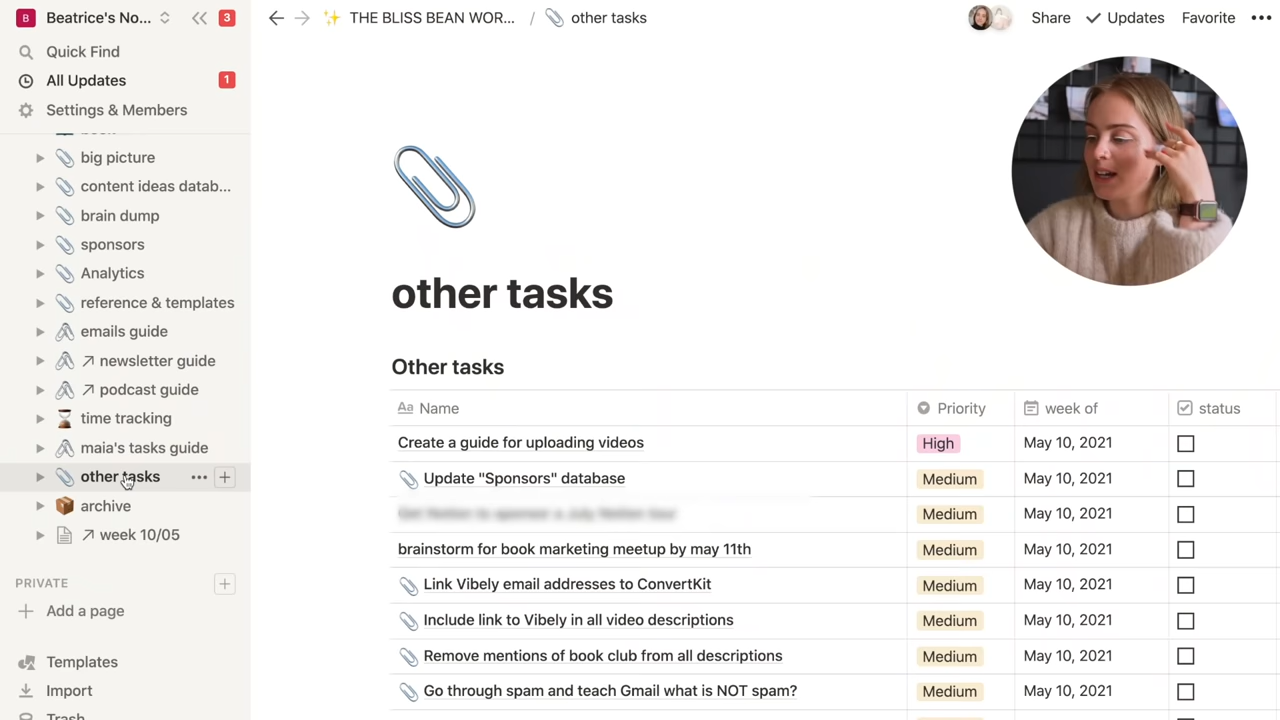 B Beatrice's No... 3
Quick Find
All Updates 1
Settings & Members
big picture
content ideas datab...
brain dump
sponsors
Analytics
reference & templates
emails guide
↗ newsletter guide
↗ podcast guide
time tracking
maia's tasks guide
other tasks ••• +
archive
↗ week 10/05
PRIVATE +
+ Add a page
Templates
Import
Trash
← → ✨ THE BLISS BEAN WOR... / other tasks
Share ✓ Updates Favorite •••
other tasks
Other tasks
Aa Name Priority week of status
Create a guide for uploading videos High May 10, 2021
Update "Sponsors" database Medium May 10, 2021
Medium May 10, 2021
brainstorm for book marketing meetup by may 11th Medium May 10, 2021
Link Vibely email addresses to ConvertKit Medium May 10, 2021
Include link to Vibely in all video descriptions Medium May 10, 2021
Remove mentions of book club from all descriptions Medium May 10, 2021
Go through spam and teach Gmail what is NOT spam? Medium May 10, 2021